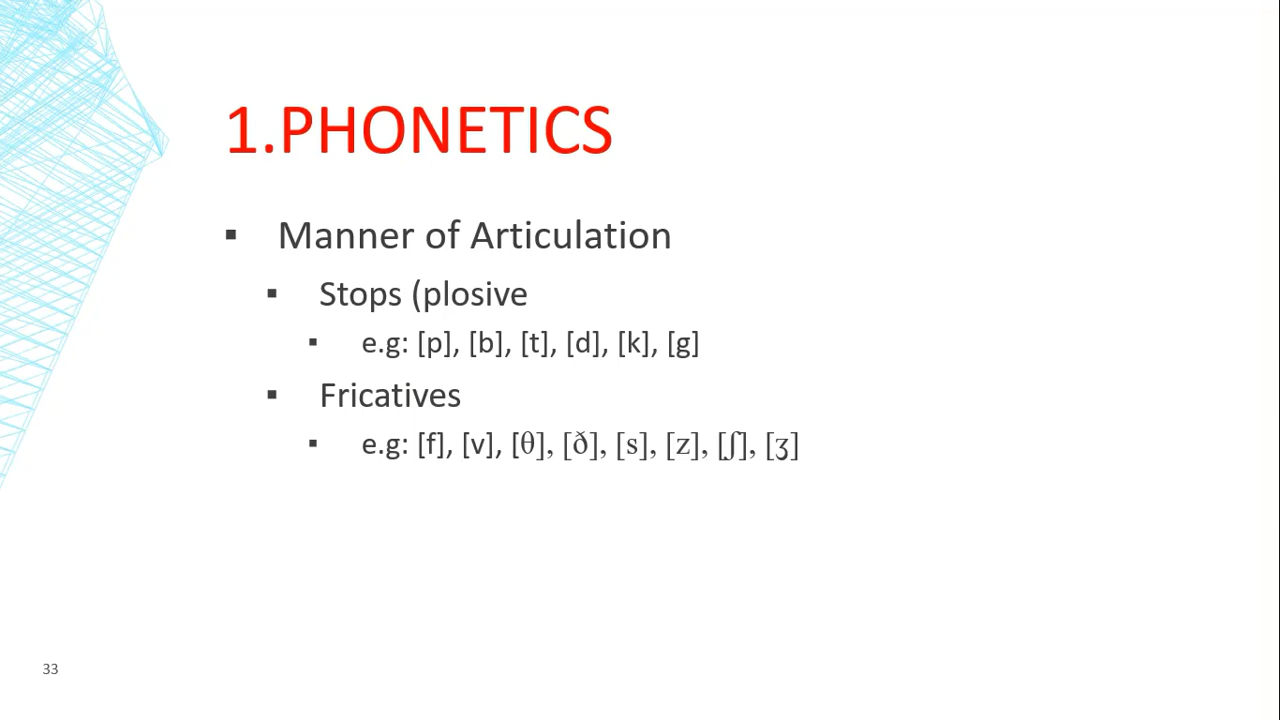 1.PHONETICS
▪ Manner of Articulation
▪ Stops (plosive
▪ e.g: [p], [b], [t], [d], [k], [g]
▪ Fricatives
▪ e.g: [f], [v], [θ], [ð], [s], [z], [ʃ], [ʒ]
33